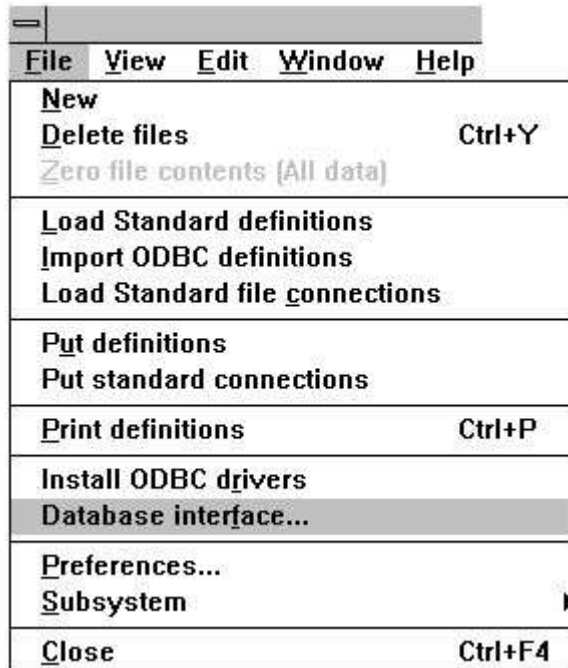 File View Edit Window Help
New
Delete files Ctrl+Y
Zero file contents (All data)
Load Standard definitions
Import ODBC definitions
Load Standard file connections
Put definitions
Put standard connections
Print definitions Ctrl+P
Install ODBC drivers
Database interface...
Preferences...
Subsystem
Close Ctrl+F4